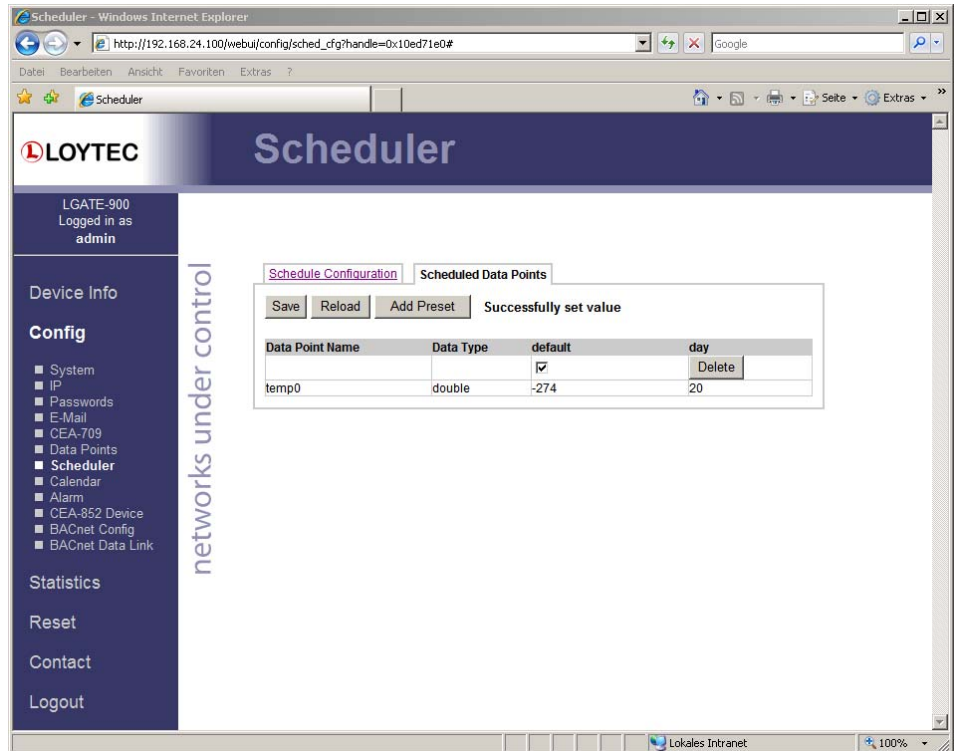 Scheduler - Windows Internet Explorer
http://192.168.24.100/webui/config/sched_cfg?handle=0x10ed71e0#
Google
Datei Bearbeiten Ansicht Favoriten Extras ?
Scheduler
Seite
Extras
»
LOYTEC
Scheduler
LGATE-900
Logged in as
admin
Device Info
Config
System
IP
Passwords
E-Mail
CEA-709
Data Points
Scheduler
Calendar
Alarm
CEA-852 Device
BACnet Config
BACnet Data Link
Statistics
Reset
Contact
Logout
networks under control
Schedule Configuration Scheduled Data Points
Save Reload Add Preset Successfully set value
Data Point Name Data Type default day
Delete
temp0 double -274 20
Lokales Intranet 100%